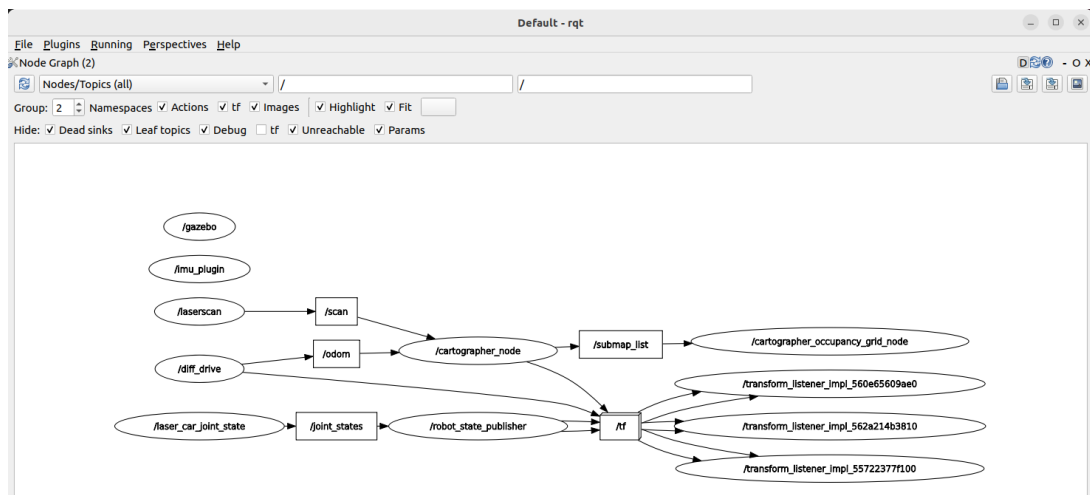 Default - rqt
File Plugins Running Perspectives Help
Node Graph (2) D - O X
Nodes/Topics (all) / /
Group: 2 Namespaces Actions tf Images Highlight Fit
Hide: Dead sinks Leaf topics Debug tf Unreachable Params
/gazebo
/imu_plugin
/laserscan
/scan
/odom
/diff_drive
/cartographer_node
/submap_list
/cartographer_occupancy_grid_node
/transform_listener_impl_560e65609ae0
/laser_car_joint_state
/joint_states
/robot_state_publisher
/tf
/transform_listener_impl_562a214b3810
/transform_listener_impl_55722377f100